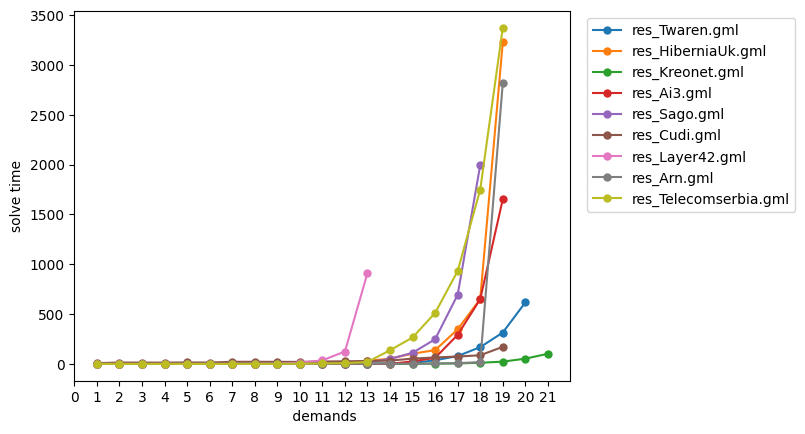 3500
3000
2500
2000
1500
1000
500
0
solve time
0 1 2 3 4 5 6 7 8 9 10 11 12 13 14 15 16 17 18 19 20 21
demands
res_Twaren.gml
res_HiberniaUk.gml
res_Kreonet.gml
res_Ai3.gml
res_Sago.gml
res_Cudi.gml
res_Layer42.gml
res_Arn.gml
res_Telecomserbia.gml